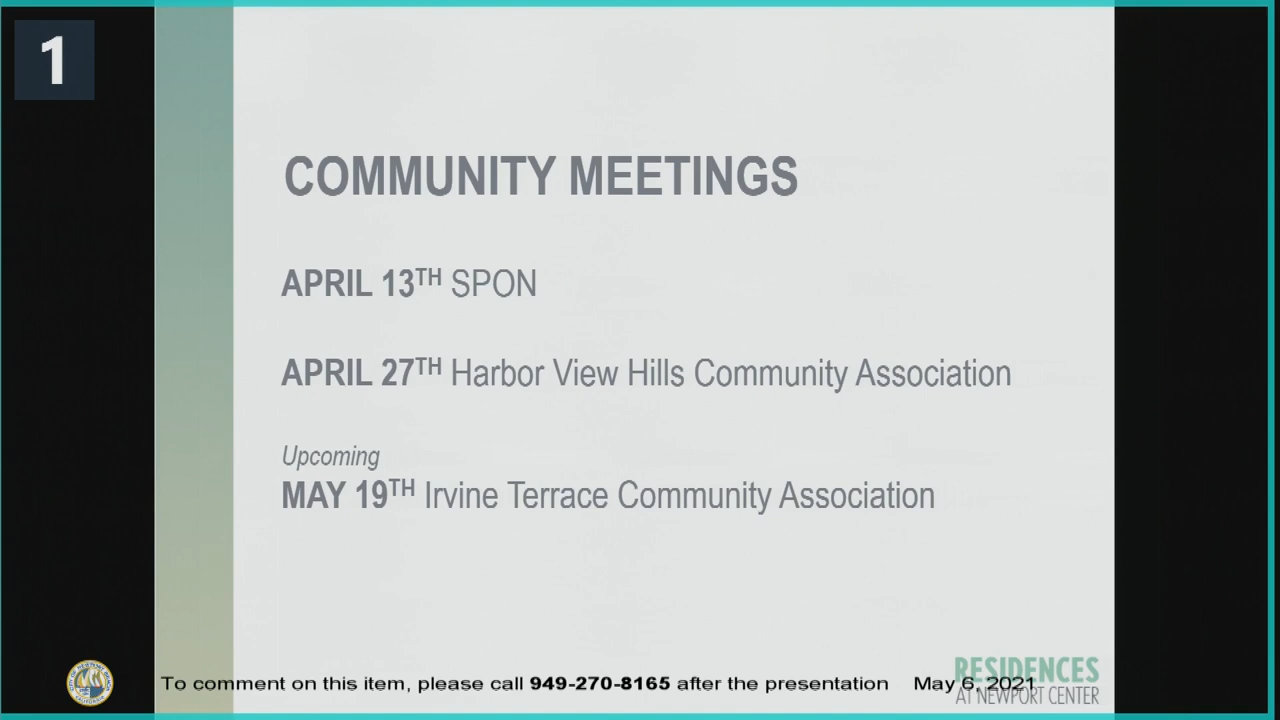 1
COMMUNITY MEETINGS
APRIL 13TH SPON
APRIL 27TH Harbor View Hills Community Association
Upcoming
MAY 19TH Irvine Terrace Community Association
RESIDENCES
AT NEWPORT CENTER
To comment on this item, please call 949-270-8165 after the presentation May 6, 2021